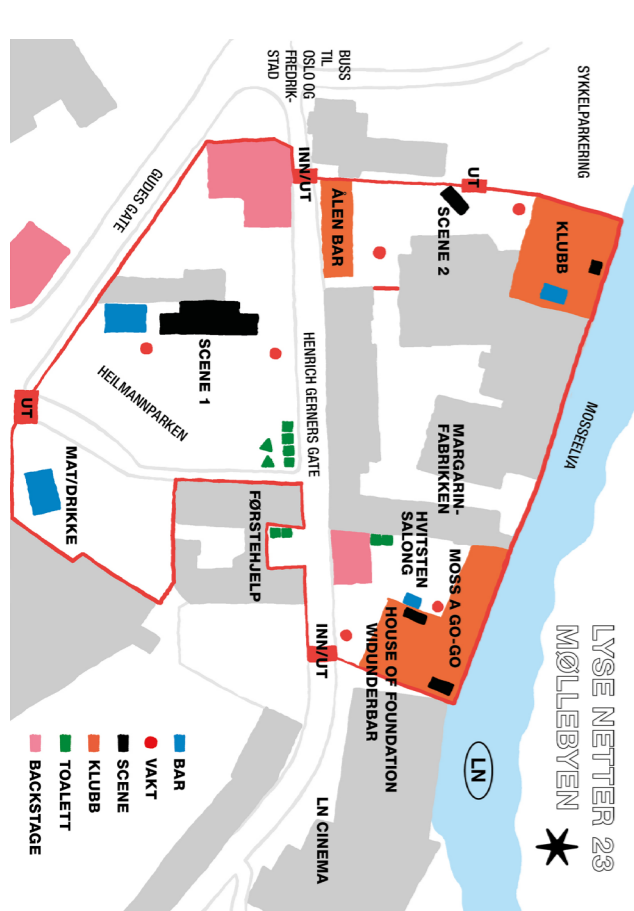 LYSE NETTER 23
MØLLEBYEN
LN
SYKKELPARKERING
BUSS
TIL
OSLO OG
FREDRIK-
STAD
GUDES GATE
INN/UT
UT
ÅLEN BAR
SCENE 2
KLUBB
MOSSEELVA
SCENE 1
HENRICH GERNERS GATE
HEILMANNPARKEN
UT
MAT/DRIKKE
MARGARIN-
FABRIKKEN
HVITSTEN
SALONG
MOSS A GO-GO
FØRSTEHJELP
HOUSE OF FOUNDATION
WIDUNDERBAR
INN/UT
LN CINEMA
BAR
VAKT
SCENE
KLUBB
TOALETT
BACKSTAGE